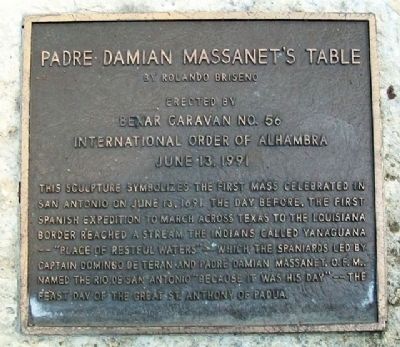 PADRE DAMIAN MASSANET'S TABLE
BY ROLANDO BRISENO
ERECTED BY
BEXAR CARAVAN NO. 56
INTERNATIONAL ORDER OF ALHAMBRA
JUNE 13, 1991
THIS SCULPTURE SYMBOLIZES THE FIRST MASS CELEBRATED IN
SAN ANTONIO ON JUNE 13, 1691. THE DAY BEFORE, THE FIRST
SPANISH EXPEDITION TO MARCH ACROSS TEXAS TO THE LOUISIANA
BORDER REACHED A STREAM THE INDIANS CALLED YANAGUANA
--"PLACE OF RESTFUL WATERS"-- WHICH THE SPANIARDS LED BY
CAPTAIN DOMINGO DE TERAN AND PADRE DAMIAN MASSANET, O.F.M.,
NAMED THE RIO DE SAN ANTONIO "BECAUSE IT WAS HIS DAY"--THE
FEAST DAY OF THE GREAT ST. ANTHONY OF PADUA.